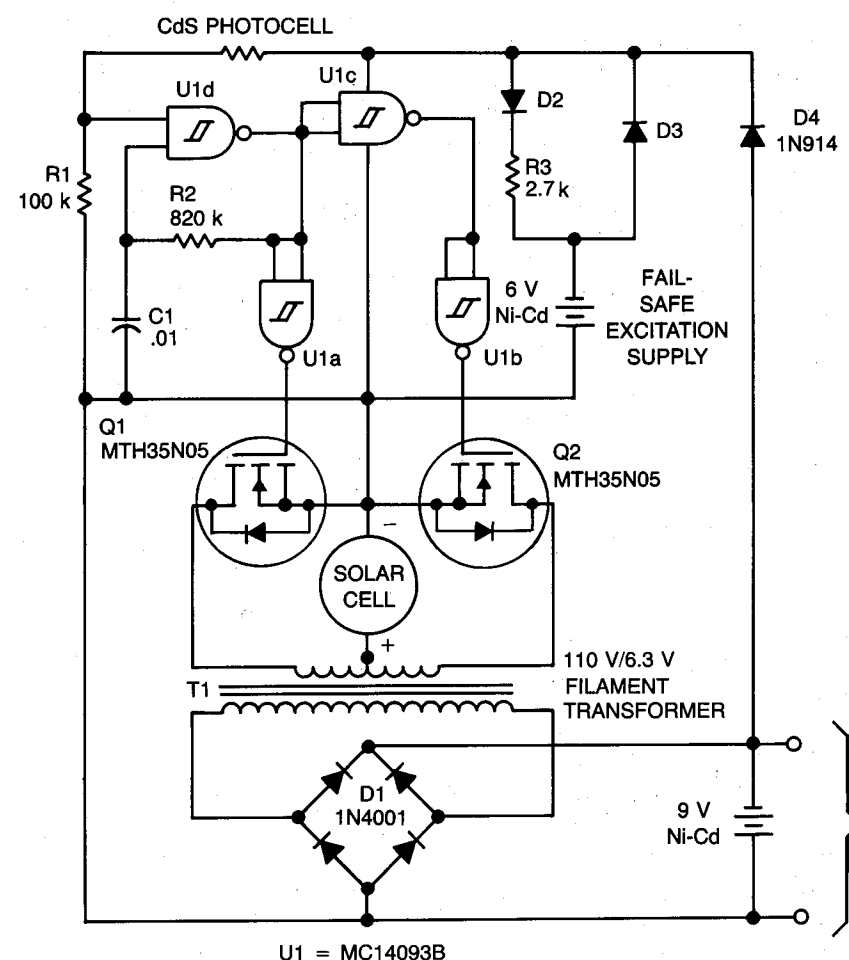 CdS PHOTOCELL
U1d
U1c
D2
D3
D4
1N914
R1
100 k
R2
820 k
R3
2.7 k
C1
.01
U1a
U1b
6 V
Ni-Cd
FAIL-
SAFE
EXCITATION
SUPPLY
Q1
MTH35N05
Q2
MTH35N05
−
SOLAR
CELL
+
T1
110 V/6.3 V
FILAMENT
TRANSFORMER
D1
1N4001
9 V
Ni-Cd
U1 = MC14093B